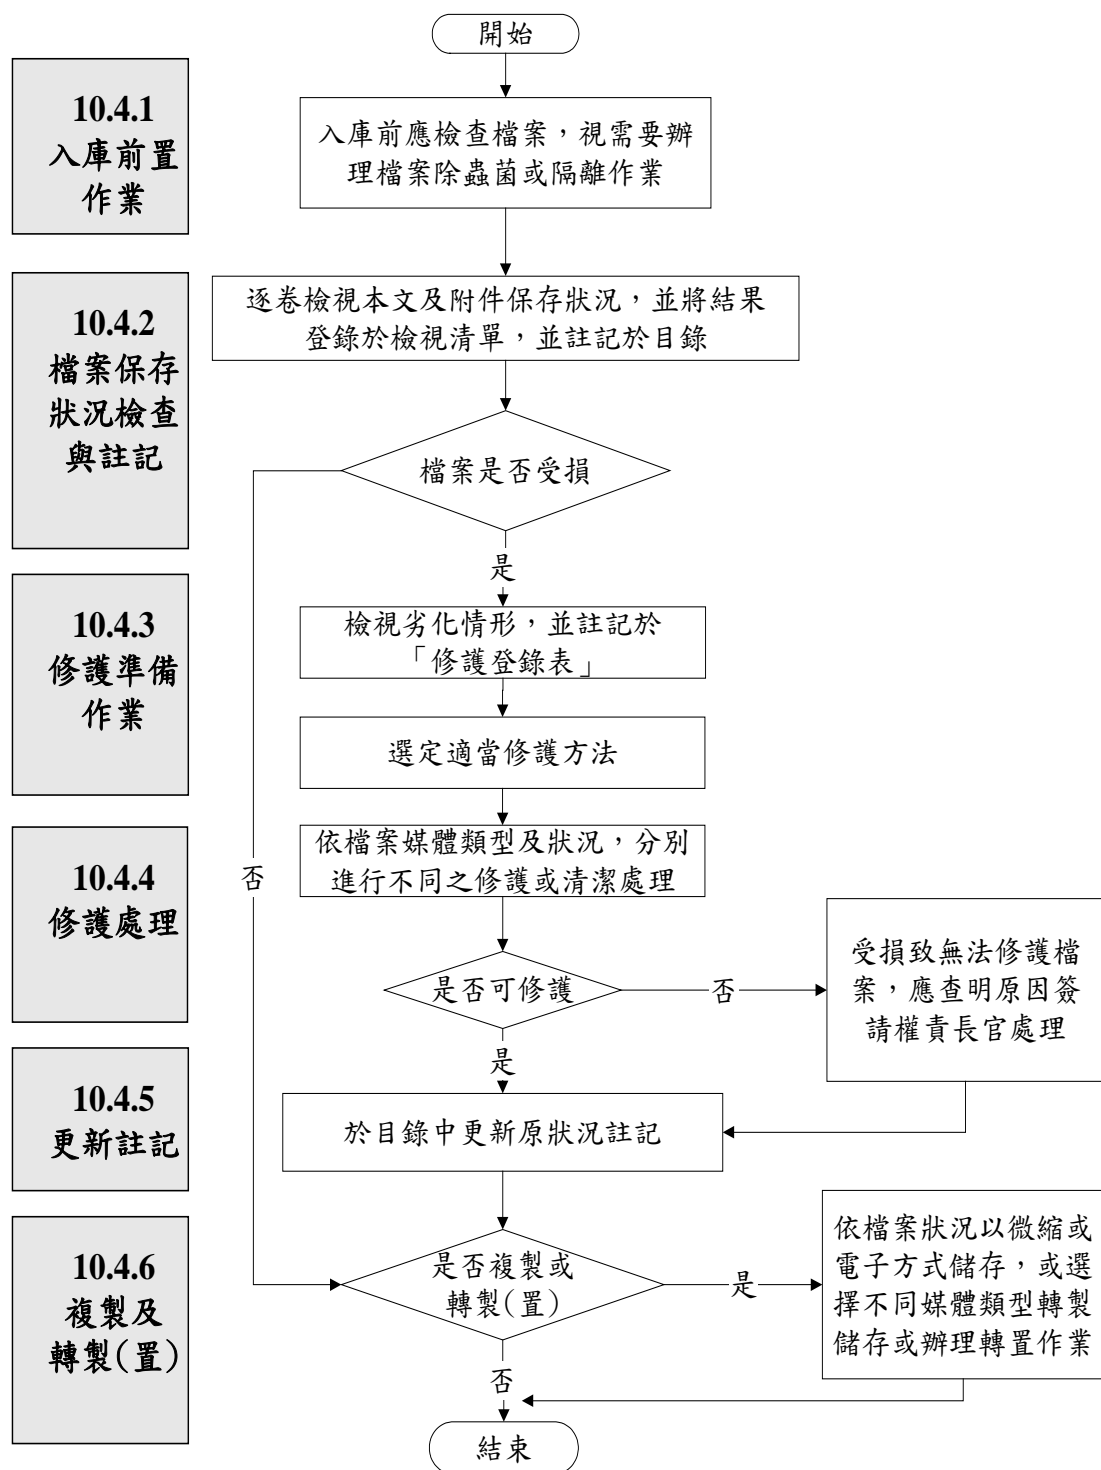 開始
10.4.1
入庫前置
作業
入庫前應檢查檔案，視需要辦
理檔案除蟲菌或隔離作業
10.4.2
檔案保存
狀況檢查
與註記
逐卷檢視本文及附件保存狀況，並將結果
登錄於檢視清單，並註記於目錄
檔案是否受損
是
否
10.4.3
修護準備
作業
檢視劣化情形，並註記於
「修護登錄表」
選定適當修護方法
10.4.4
修護處理
依檔案媒體類型及狀況，分別
進行不同之修護或清潔處理
是否可修護
否
受損致無法修護檔
案，應查明原因簽
請權責長官處理
是
10.4.5
更新註記
於目錄中更新原狀況註記
10.4.6
複製及
轉製(置)
是否複製或
轉製(置)
是
依檔案狀況以微縮或
電子方式儲存，或選
擇不同媒體類型轉製
儲存或辦理轉置作業
否
結束